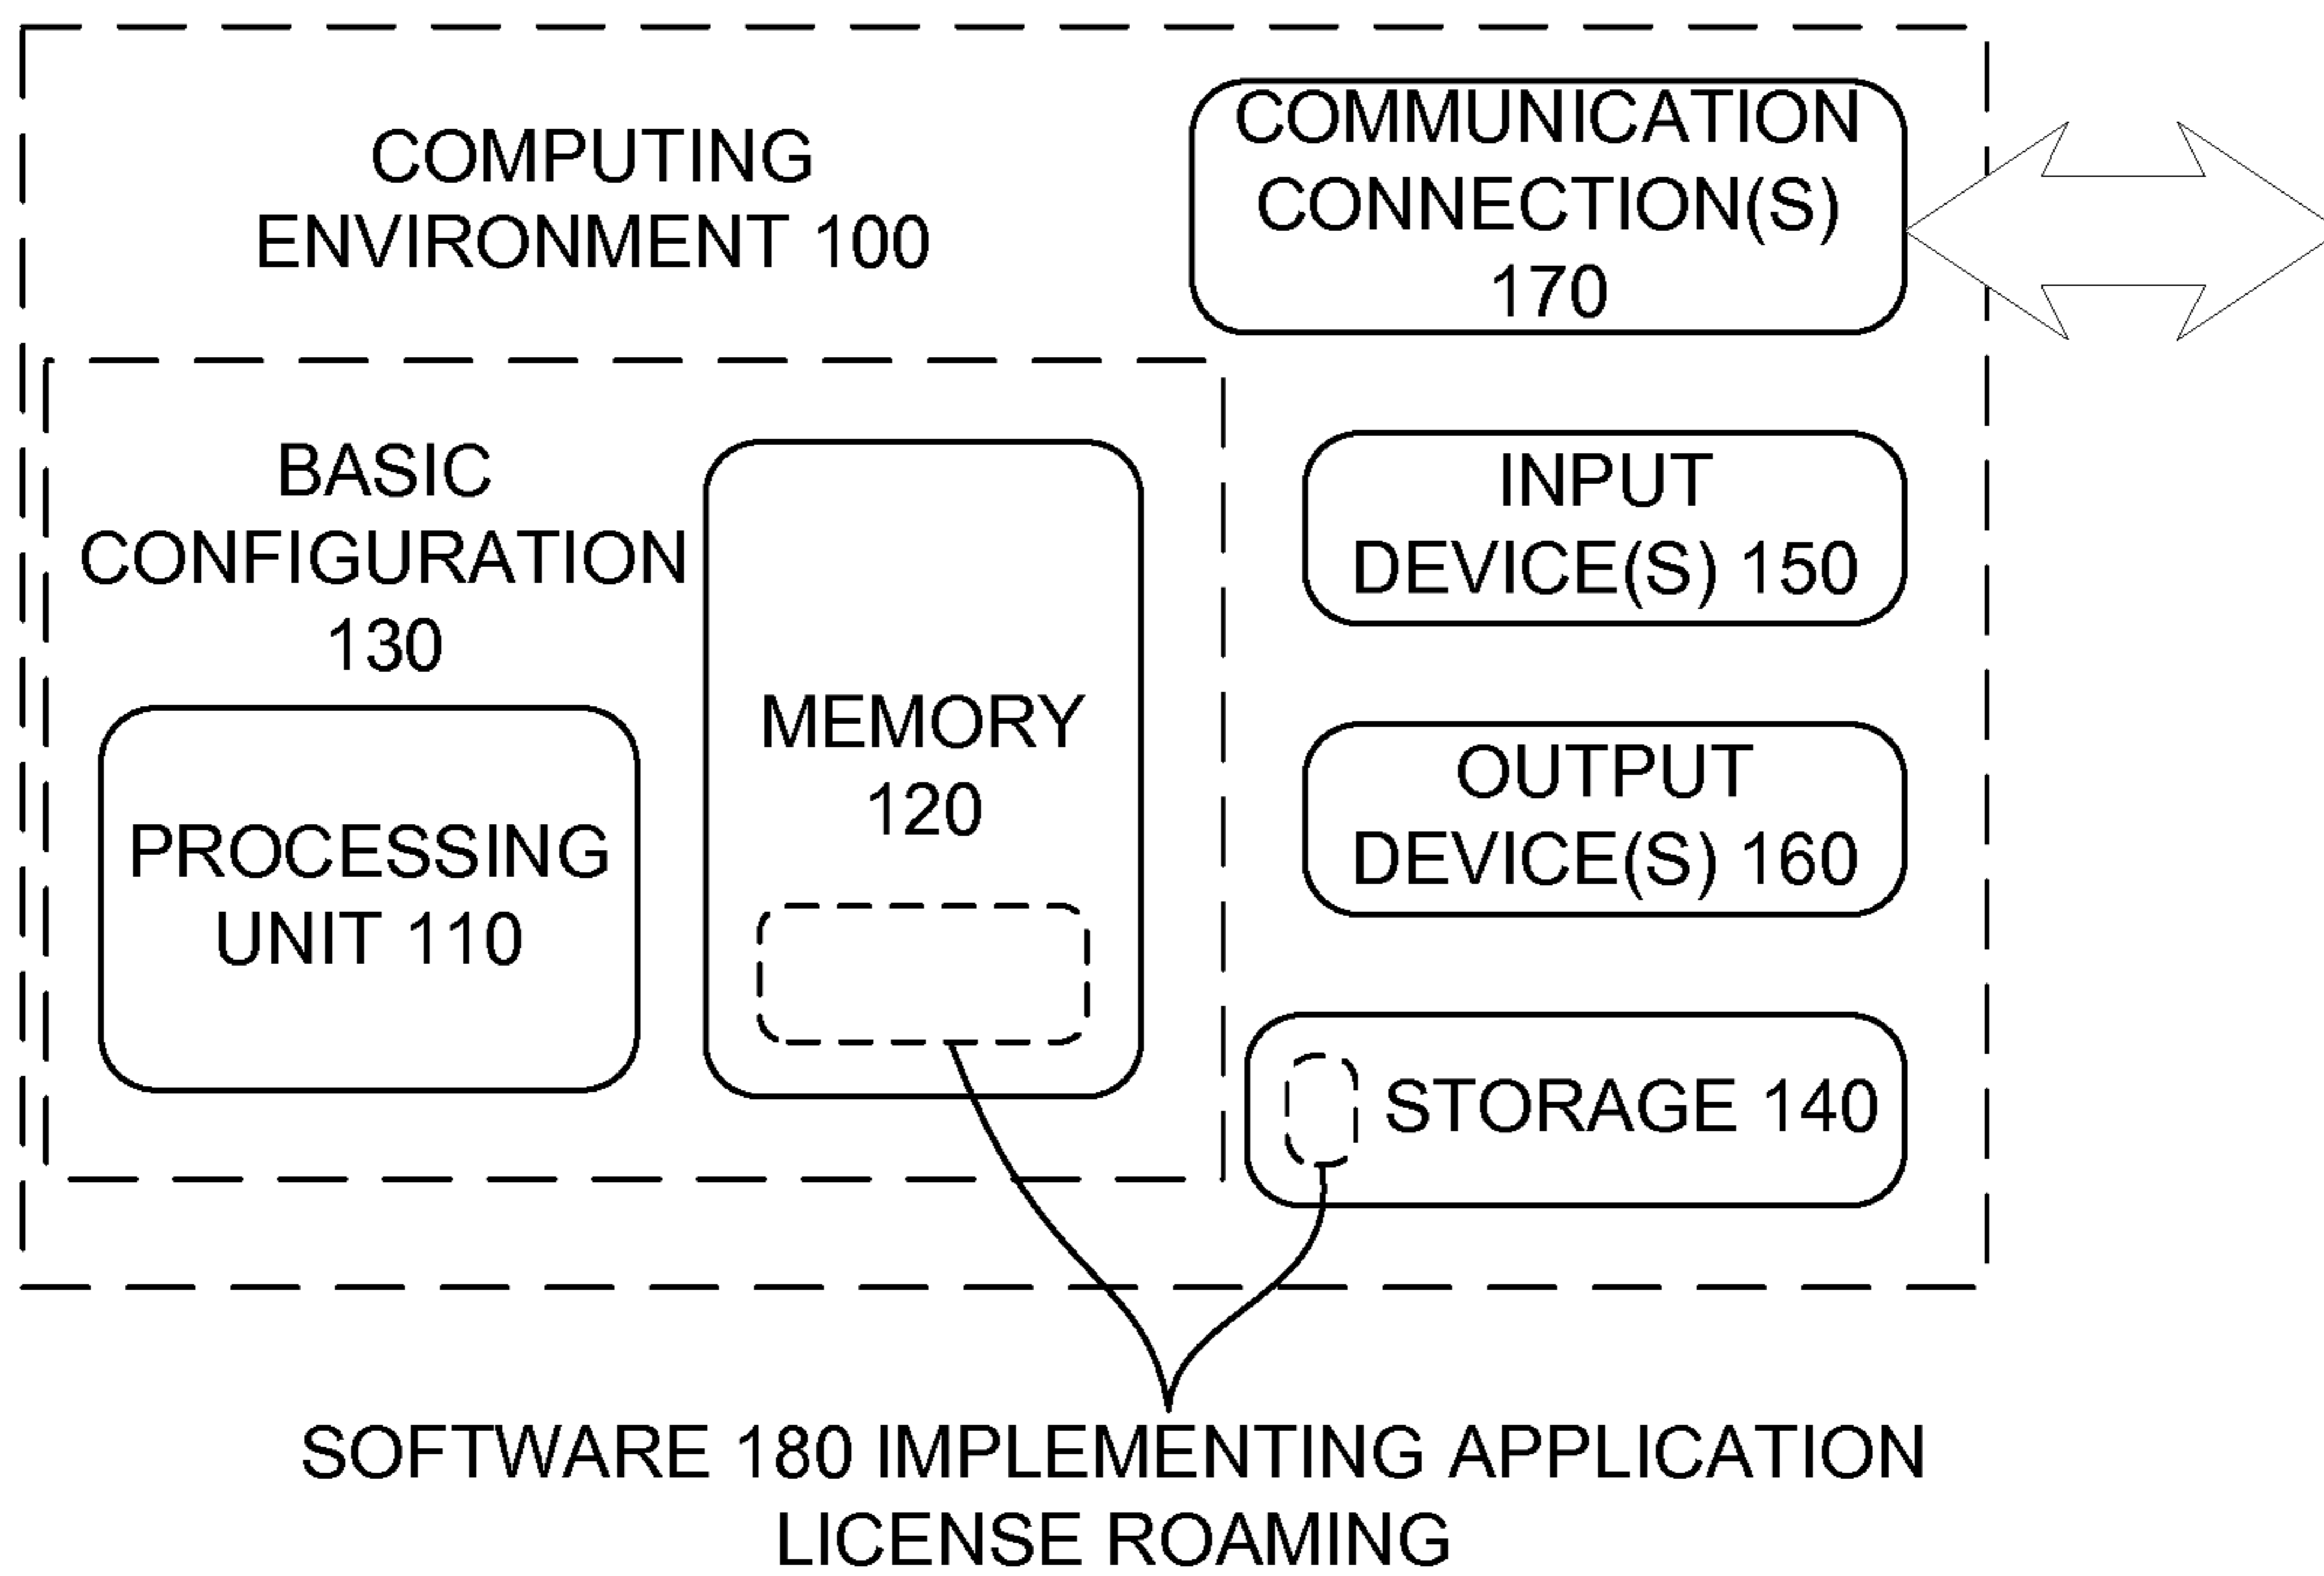 COMPUTING
ENVIRONMENT 100
COMMUNICATION
CONNECTION(S)
170
BASIC
CONFIGURATION
130
PROCESSING
UNIT 110
MEMORY
120
INPUT
DEVICE(S) 150
OUTPUT
DEVICE(S) 160
STORAGE 140
SOFTWARE 180 IMPLEMENTING APPLICATION
LICENSE ROAMING